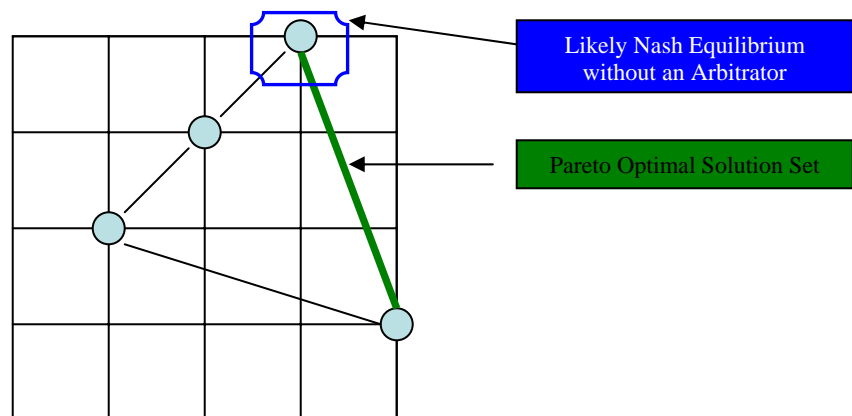 Likely Nash Equilibrium
without an Arbitrator
Pareto Optimal Solution Set